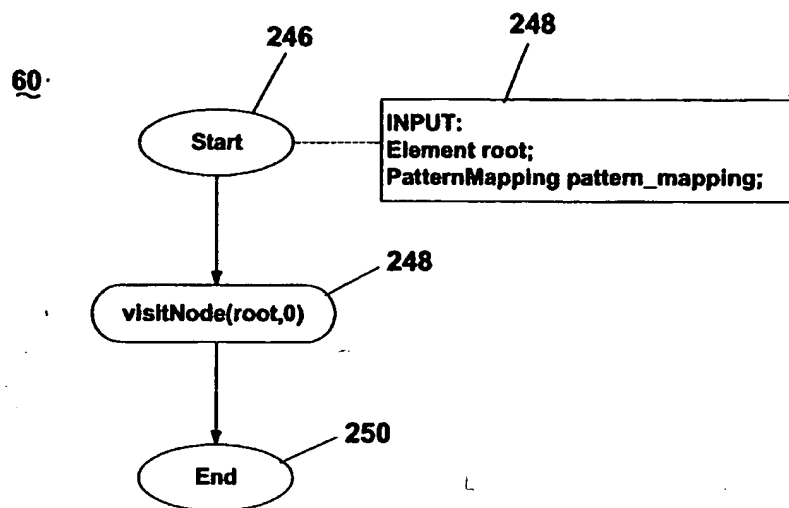 246
248
60
Start
INPUT:
Element root;
PatternMapping pattern_mapping;
248
visitNode(root,0)
250
End